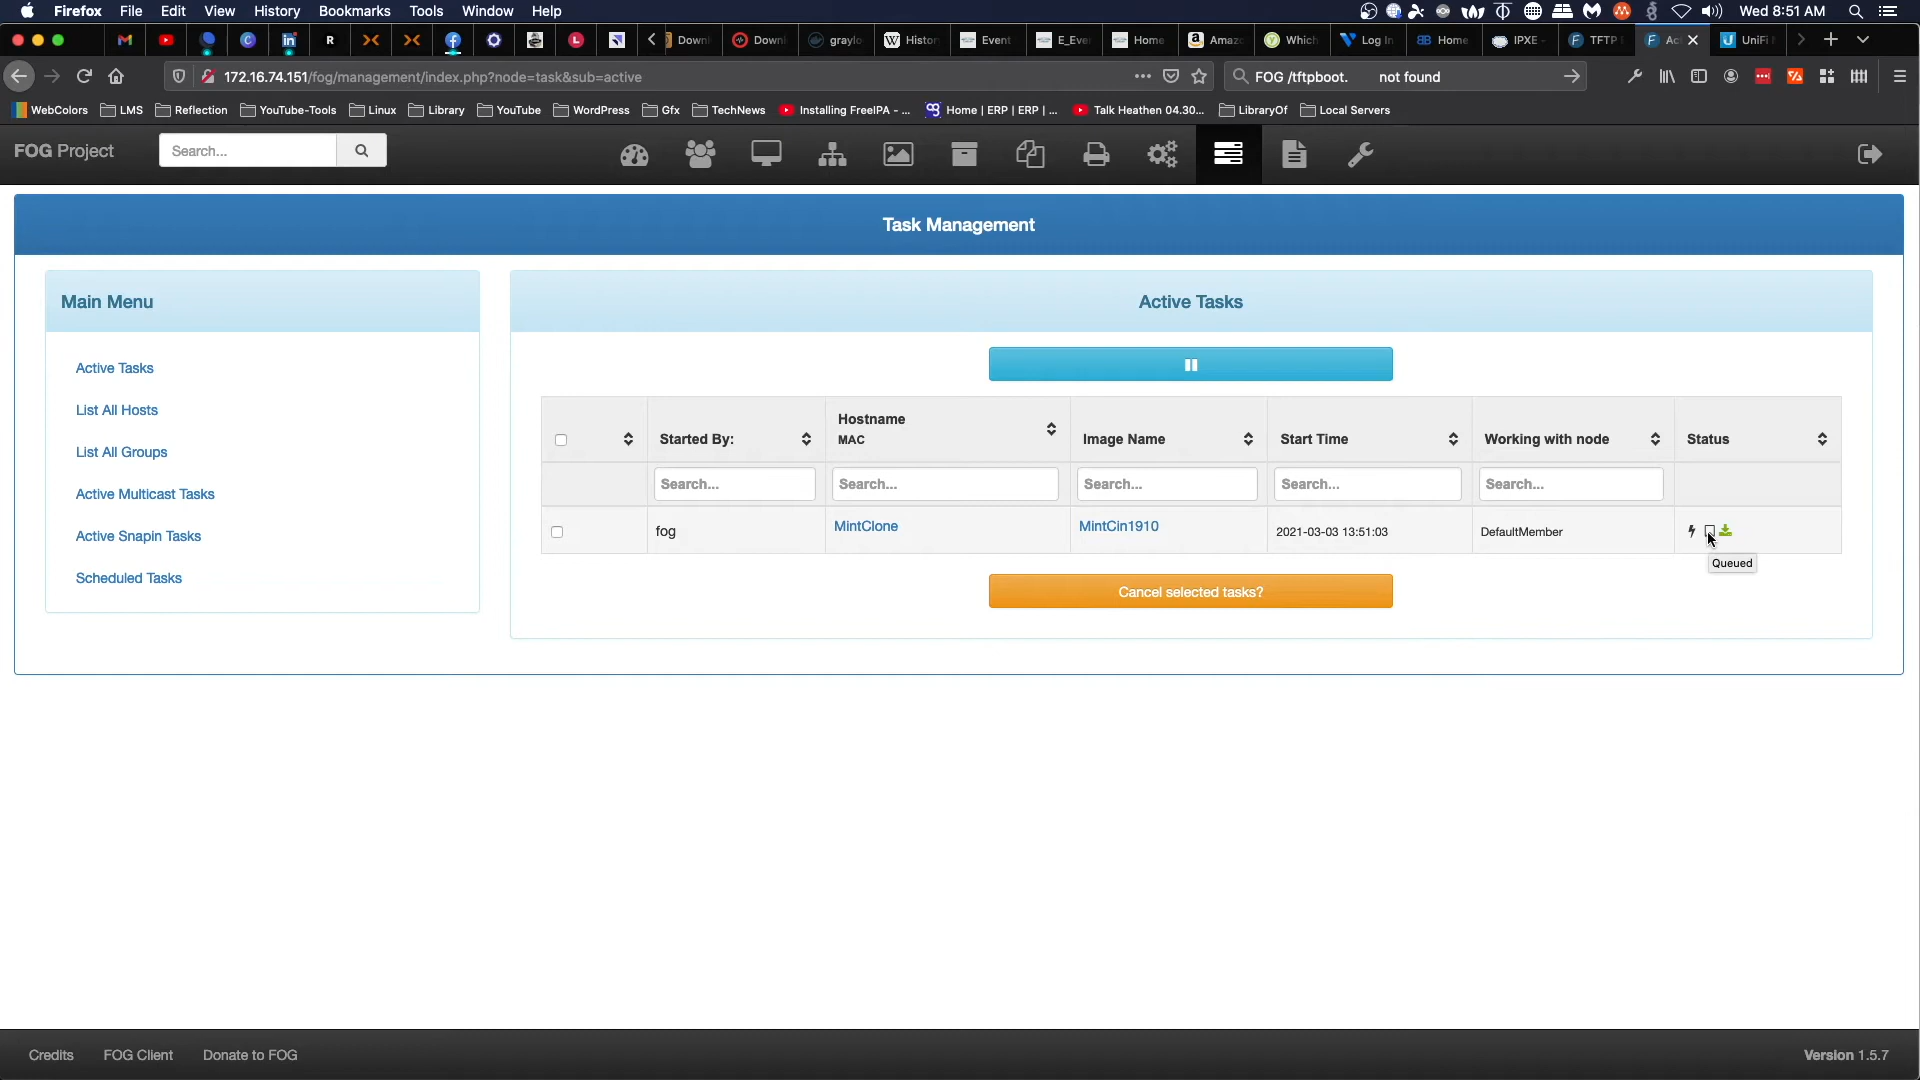 Firefox File Edit View History Bookmarks Tools Window Help Wed 8:51 AM
Down Down graylo Histor Event E_Eve Home Amaz Which Log In Home IPXE - TFTP Ac UniFi
172.16.74.151/fog/management/index.php?node=task&sub=active FOG /tftpboot. not found
WebColors LMS Reflection YouTube-Tools Linux Library YouTube WordPress Gfx TechNews Installing FreeIPA - ... Home | ERP | ERP | ... Talk Heathen 04.30... LibraryOf Local Servers
FOG Project Search...
Task Management
Main Menu
Active Tasks
List All Hosts
List All Groups
Active Multicast Tasks
Active Snapin Tasks
Scheduled Tasks
Active Tasks
Started By: Hostname MAC Image Name Start Time Working with node Status
Search... Search... Search... Search... Search...
fog MintClone MintCin1910 2021-03-03 13:51:03 DefaultMember
Queued
Cancel selected tasks?
Credits FOG Client Donate to FOG Version 1.5.7